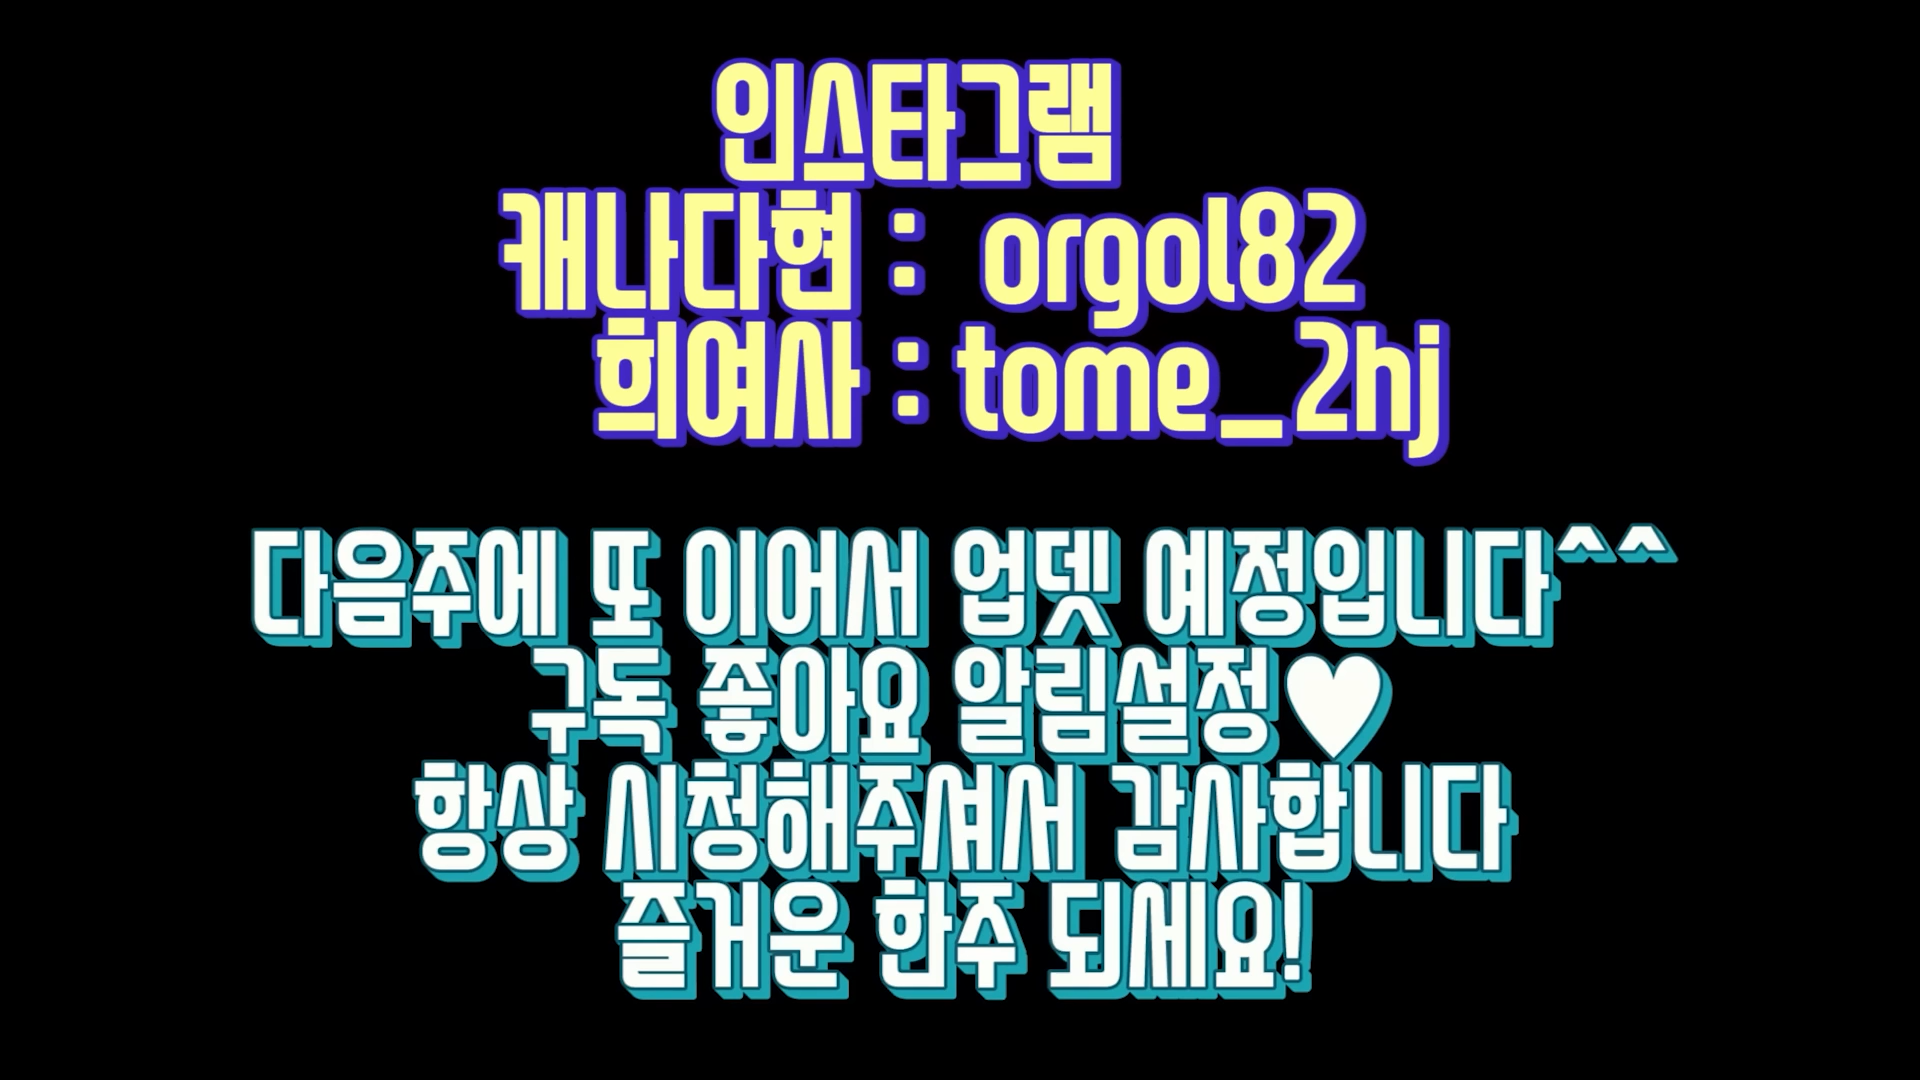 인스타그램
캐나다현 : orgol82
희여사 : tome_2hj
다음주에 또 이어서 업뎃 예정입니다^^
구독 좋아요 알림설정♥
항상 시청해주셔서 감사합니다
즐거운 한주 되세요!